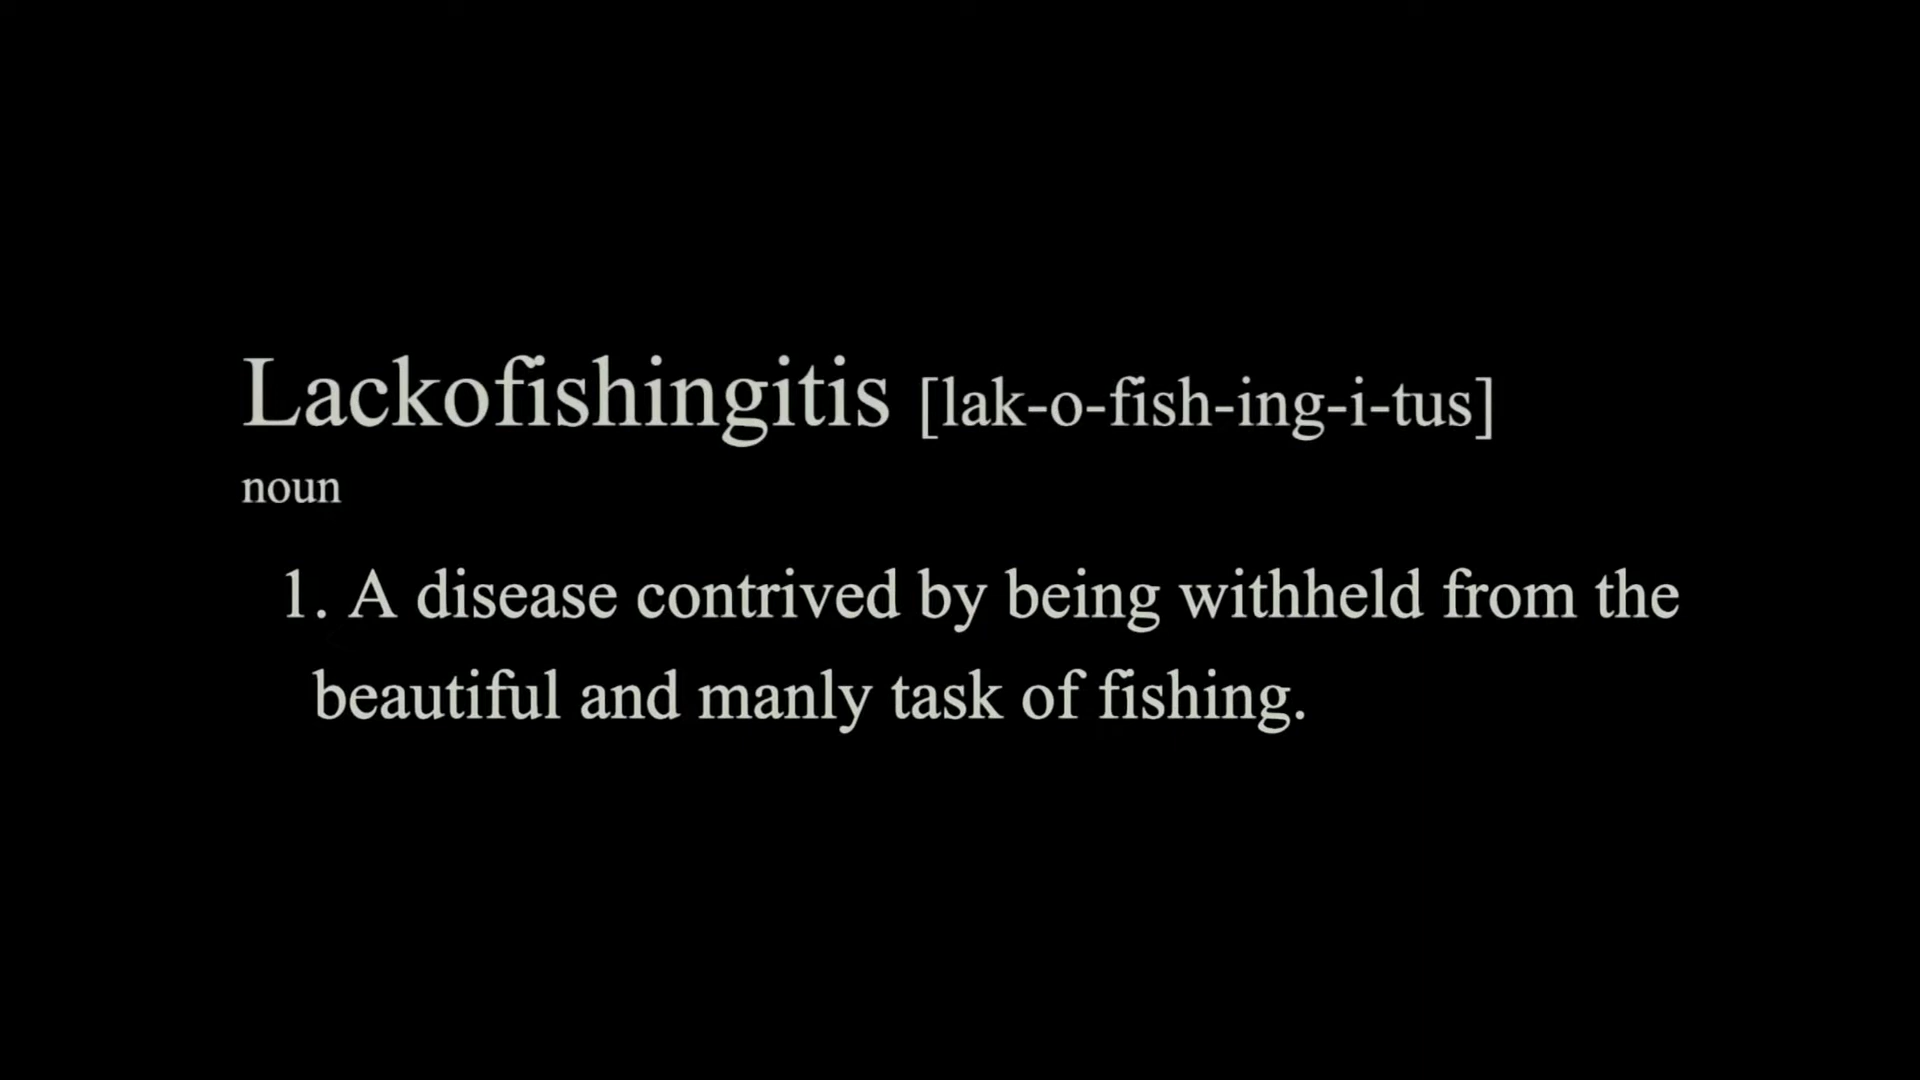 Lackofishingitis [lak-o-fish-ing-i-tus]
noun
1. A disease contrived by being withheld from the
beautiful and manly task of fishing.